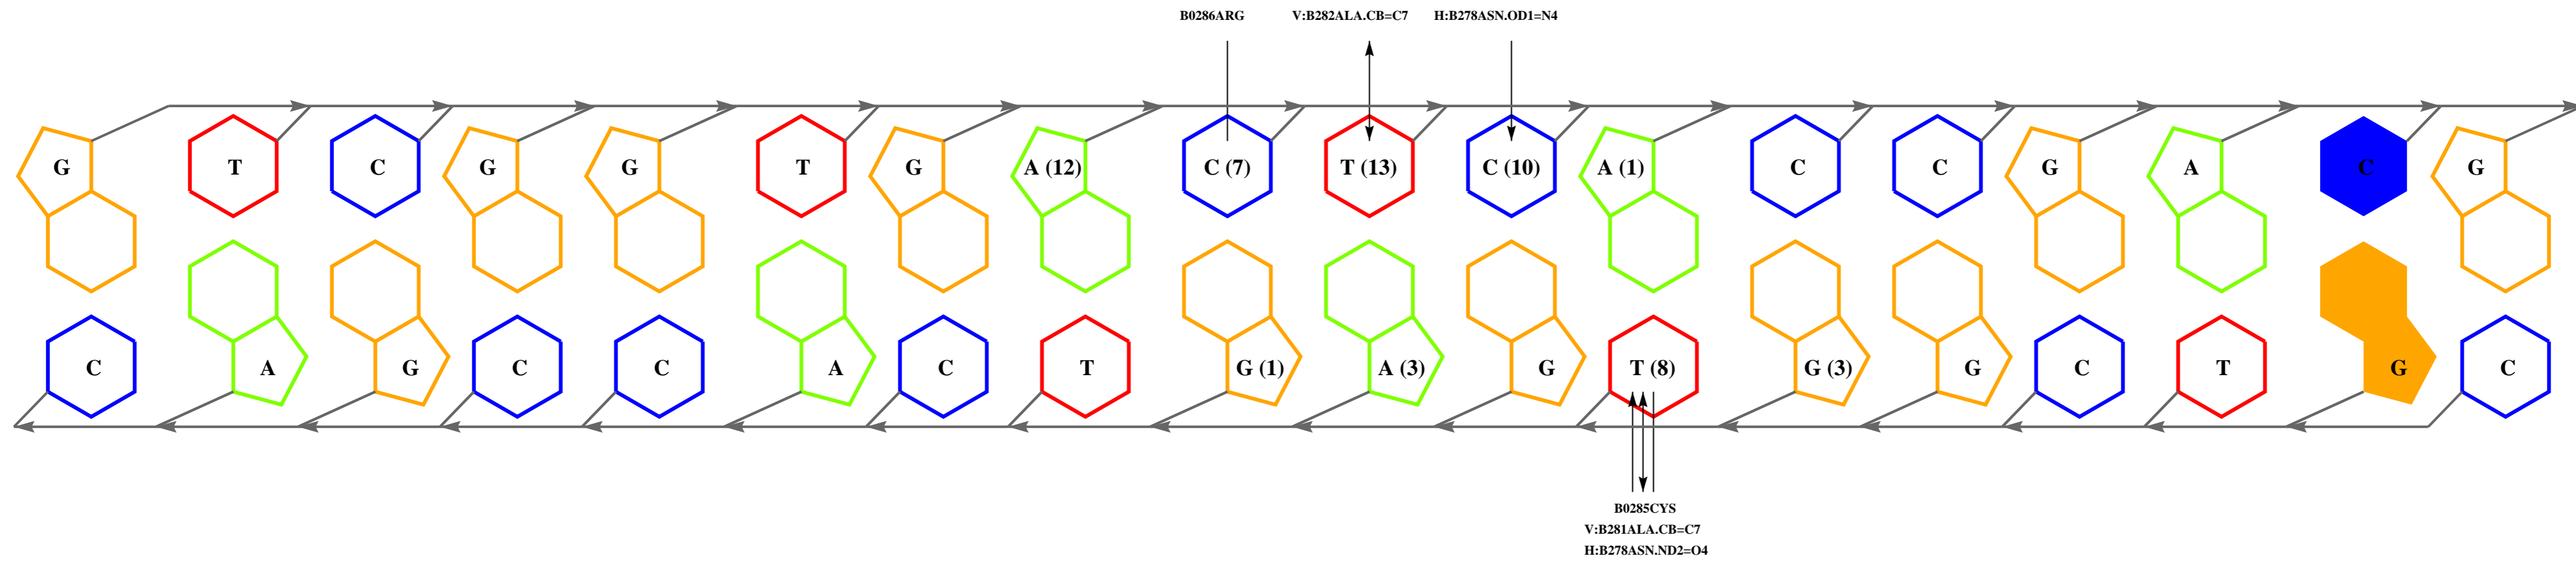 B0286ARG V:B282ALA.CB=C7 H:B278ASN.OD1=N4
G T C G G T G A (12) C (7) T (13) C (10) A (1) C C G A C G
C A G C C A C T G (1) A (3) G T (8) G (3) G C T G C
B0285CYS
V:B281ALA.CB=C7
H:B278ASN.ND2=O4